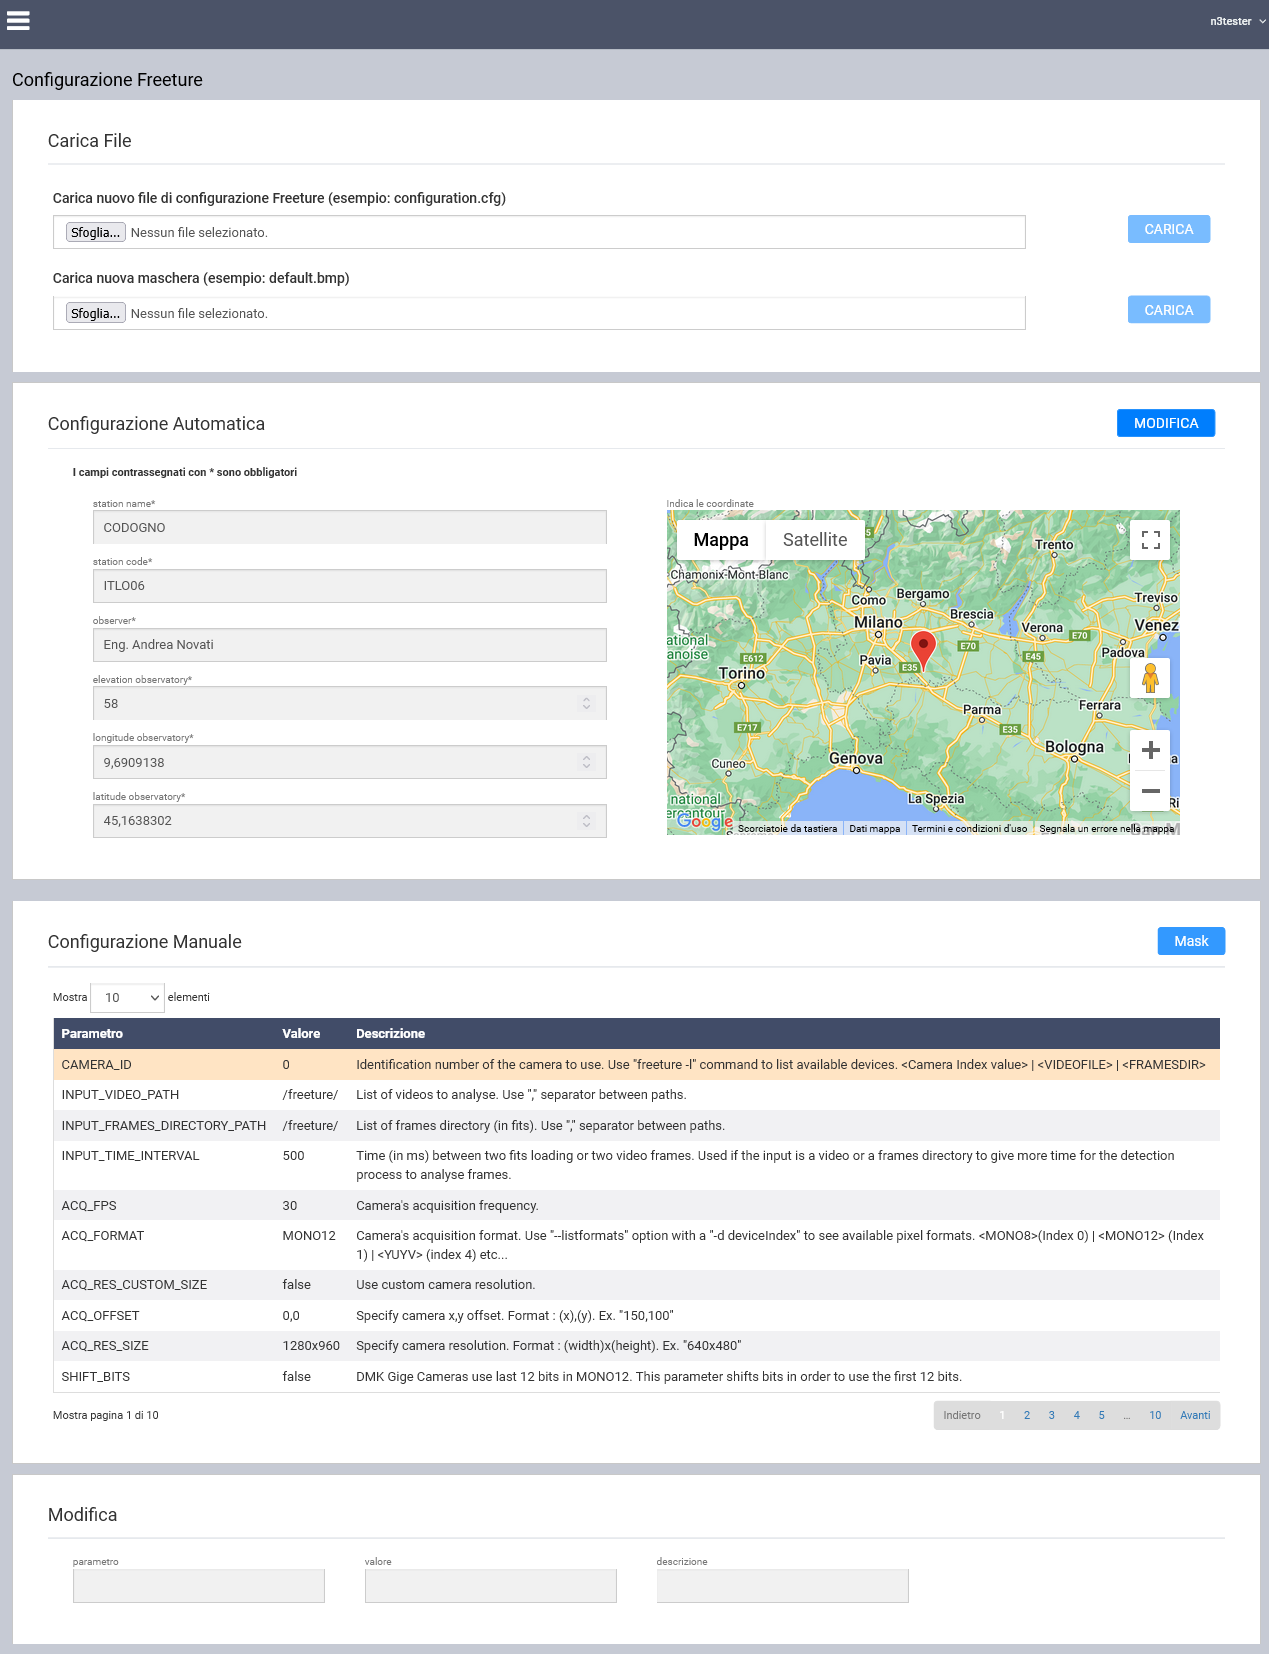 n3tester
Configurazione Freeture
Carica File
Carica nuovo file di configurazione Freeture (esempio: configuration.cfg)
Sfoglia... Nessun file selezionato.
CARICA
Carica nuova maschera (esempio: default.bmp)
Sfoglia... Nessun file selezionato.
CARICA
Configurazione Automatica
MODIFICA
I campi contrassegnati con * sono obbligatori
station name*
CODOGNO
station code*
ITLO06
observer*
Eng. Andrea Novati
elevation observatory*
58
longitude observatory*
9,6909138
latitude observatory*
45,1638302
Indica le coordinate
Mappa Satellite
Trento
Chamonix-Mont-Blanc
Como Bergamo
Treviso
Brescia
Milano
Verona
E70
Venez
ational
anoise
E612
Pavia
E35
E70
E45
Padova
Torino
Parma
Ferrara
E717
E35
Bologna
Genova
Cuneo
La Spezia
national
ercantour
Ri
Google
Scorciatoie da tastiera Dati mappa Termini e condizioni d'uso Segnala un errore nella mappa
Configurazione Manuale
Mask
Mostra 10 elementi
Parametro Valore Descrizione
CAMERA_ID 0 Identification number of the camera to use. Use "freeture -l" command to list available devices. <Camera Index value> | <VIDEOFILE> | <FRAMESDIR>
INPUT_VIDEO_PATH /freeture/ List of videos to analyse. Use "," separator between paths.
INPUT_FRAMES_DIRECTORY_PATH /freeture/ List of frames directory (in fits). Use "," separator between paths.
INPUT_TIME_INTERVAL 500 Time (in ms) between two fits loading or two video frames. Used if the input is a video or a frames directory to give more time for the detection
process to analyse frames.
ACQ_FPS 30 Camera's acquisition frequency.
ACQ_FORMAT MONO12 Camera's acquisition format. Use "--listformats" option with a "-d deviceIndex" to see available pixel formats. <MONO8>(Index 0) | <MONO12> (Index
1) | <YUYV> (index 4) etc...
ACQ_RES_CUSTOM_SIZE false Use custom camera resolution.
ACQ_OFFSET 0,0 Specify camera x,y offset. Format : (x),(y). Ex. "150,100"
ACQ_RES_SIZE 1280x960 Specify camera resolution. Format : (width)x(height). Ex. "640x480"
SHIFT_BITS false DMK Gige Cameras use last 12 bits in MONO12. This parameter shifts bits in order to use the first 12 bits.
Mostra pagina 1 di 10
Indietro 1 2 3 4 5 ... 10 Avanti
Modifica
parametro valore descrizione